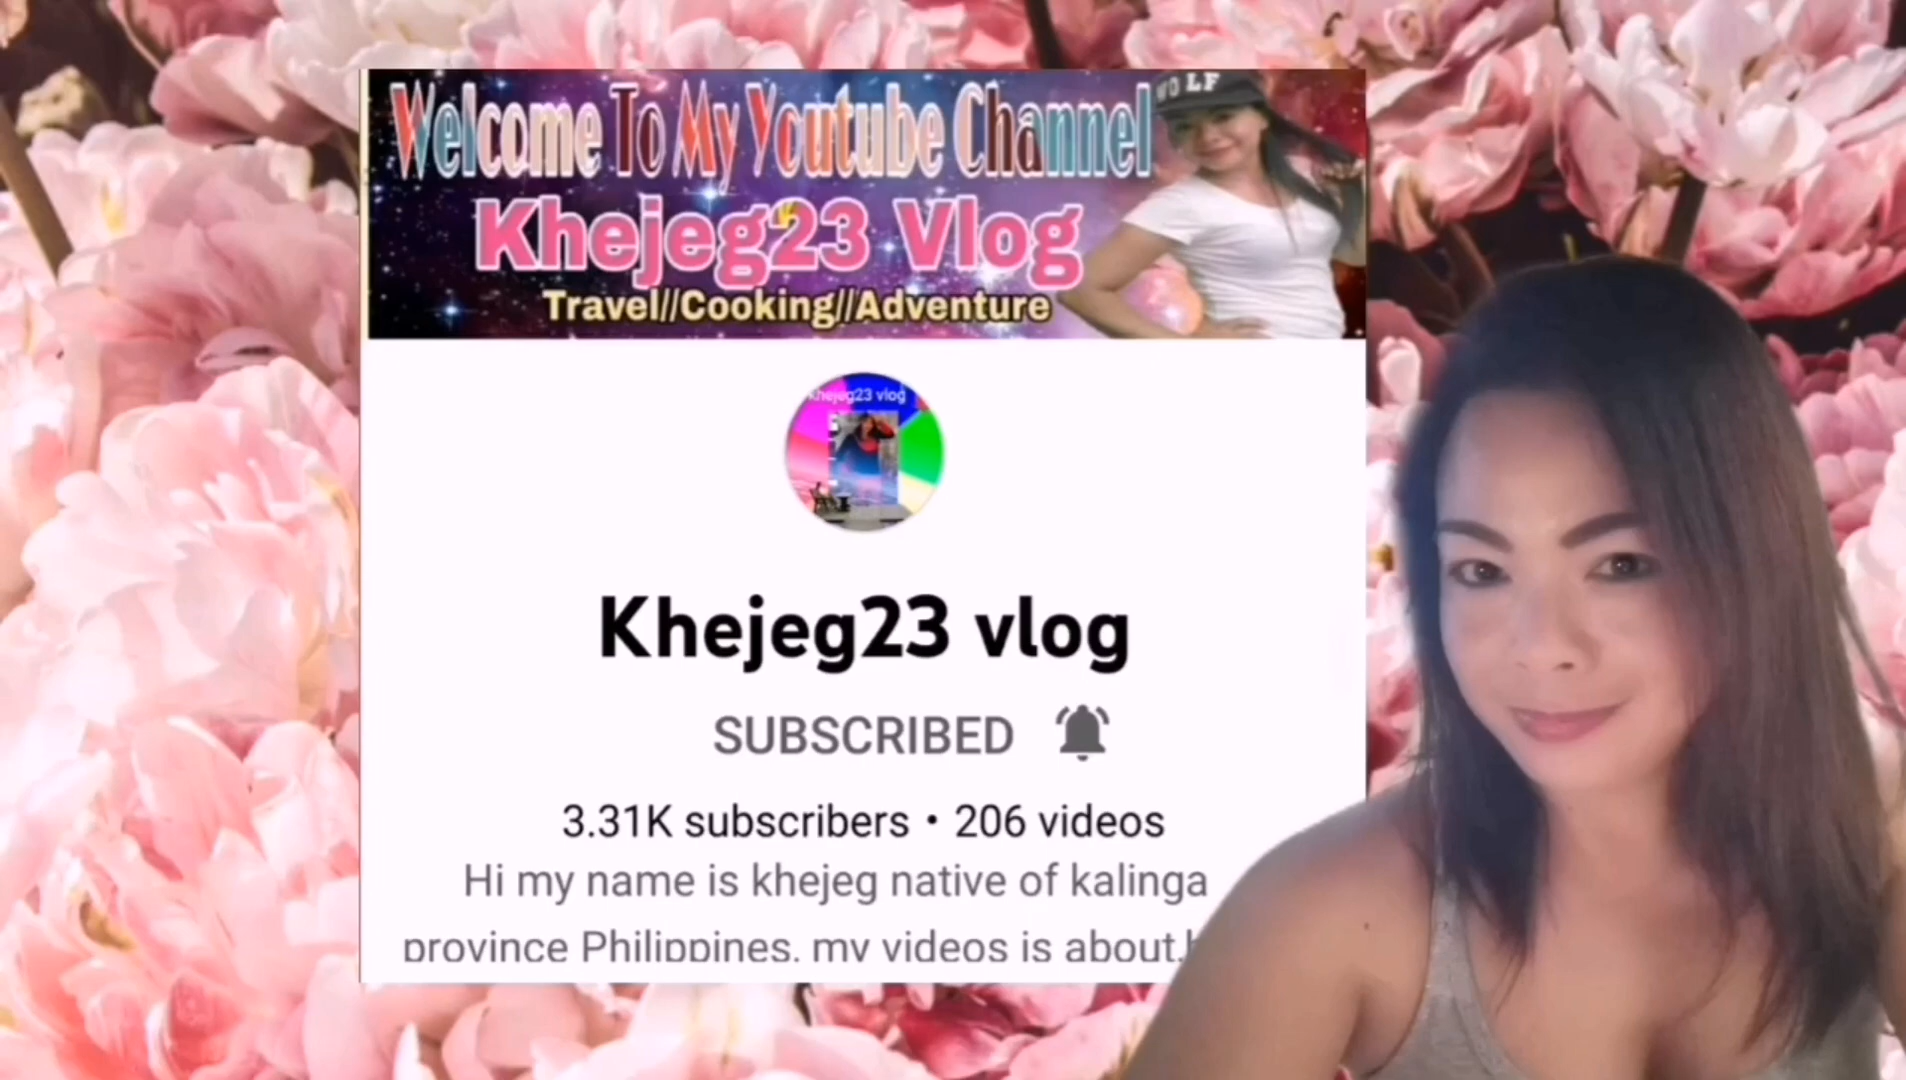 WOLF
Welcome To My Youtube Channel
Khejeg23 Vlog
Travel//Cooking//Adventure
khejeg23 vlog
Khejeg23 vlog
SUBSCRIBED
3.31K subscribers • 206 videos
Hi my name is khejeg native of kalinga
province Philippines. my videos is about.